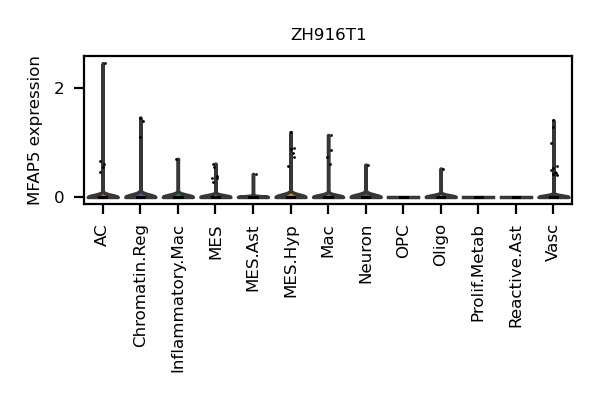 ZH916T1
MFAP5 expression
2
0
AC
Chromatin.Reg
Inflammatory.Mac
MES
MES.Ast
MES.Hyp
Mac
Neuron
OPC
Oligo
Prolif.Metab
Reactive.Ast
Vasc